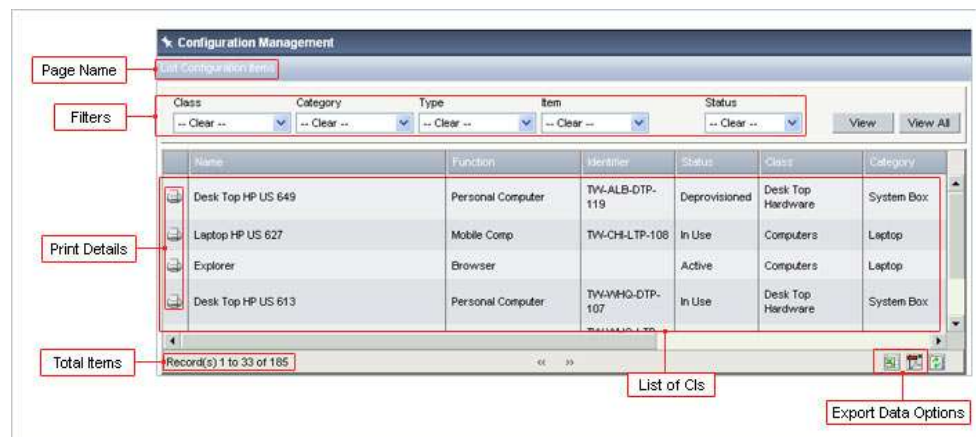 Configuration Management
Page Name
List Configuration Items
Filters
Class Category Type Item Status
-- Clear -- -- Clear -- -- Clear -- -- Clear -- -- Clear -- View View All
Name Function Identifier Status Class Category
Desk Top HP US 649 Personal Computer TW-ALB-DTP-119 Deprovisioned Desk Top Hardware System Box
Laptop HP US 627 Mobile Comp TW-CHI-LTP-108 In Use Computers Laptop
Print Details
Explorer Browser Active Computers Laptop
Desk Top HP US 613 Personal Computer TW-WHQ-DTP-107 In Use Desk Top Hardware System Box
Total Items
Record(s) 1 to 33 of 185 << >>
List of CIs
Export Data Options